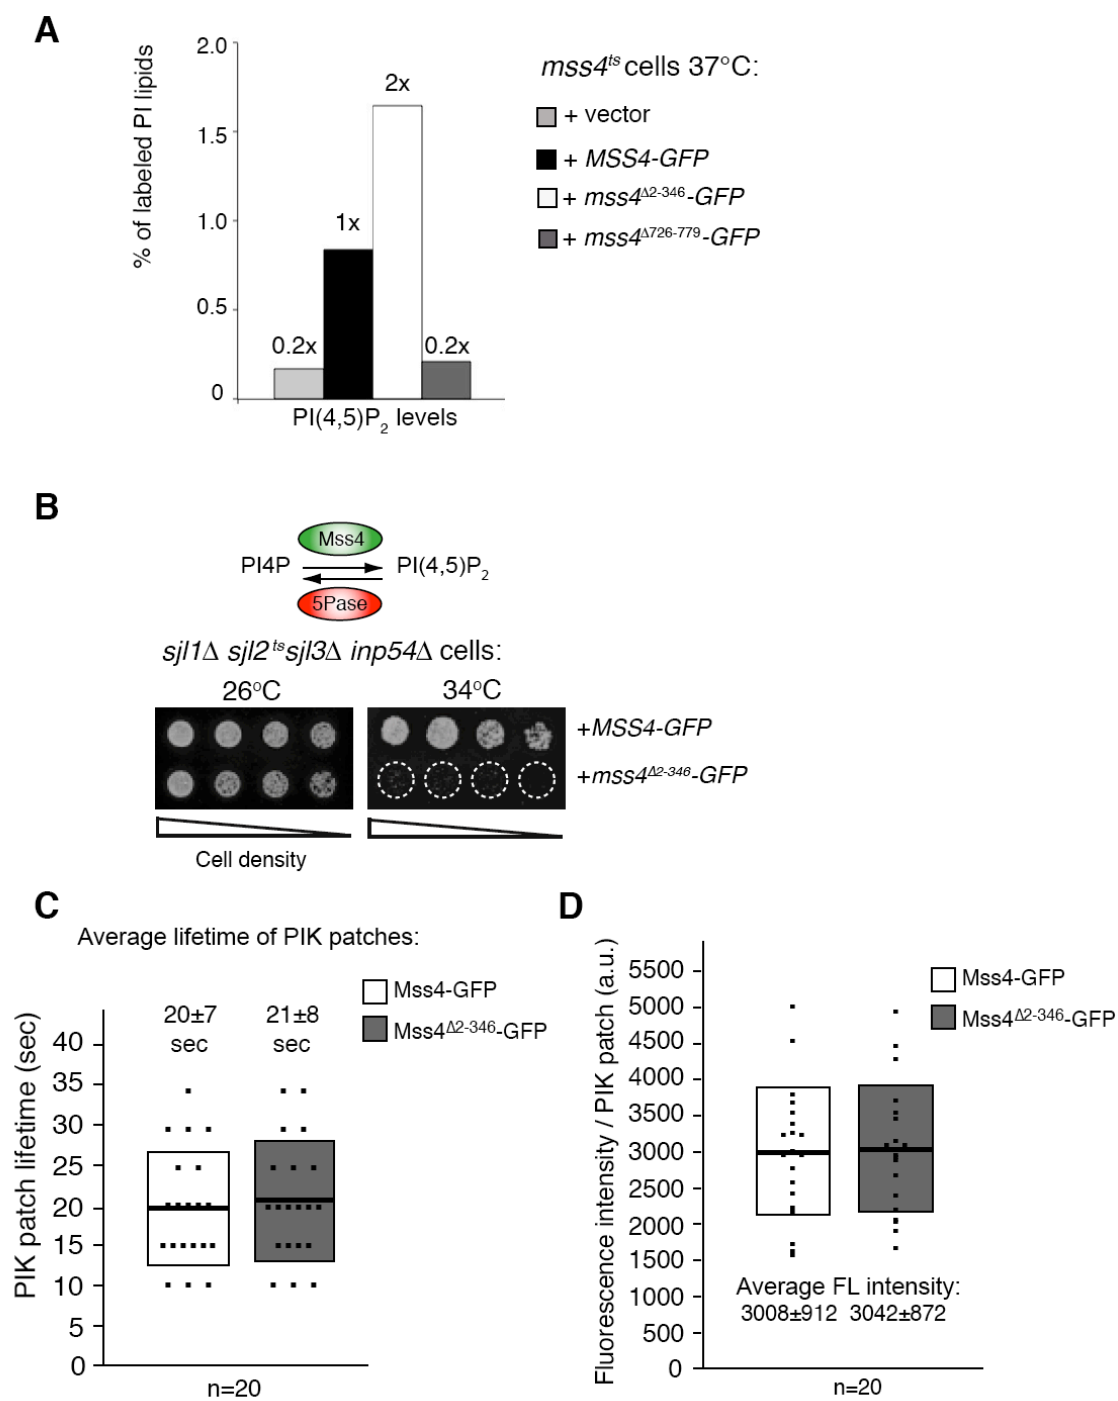 A
% of labeled PI lipids
2.0
1.5
1.0
0.5
0
0.2x
1x
2x
0.2x
PI(4,5)P2 levels
mss4ts cells 37°C:
+ vector
+ MSS4-GFP
+ mss4Δ2-346-GFP
+ mss4Δ726-779-GFP
B
Mss4
PI4P PI(4,5)P2
5Pase
sjl1Δ sjl2ts sjl3Δ inp54Δ cells:
26°C 34°C
+MSS4-GFP
+mss4Δ2-346-GFP
Cell density
C
Average lifetime of PIK patches:
Mss4-GFP
Mss4Δ2-346-GFP
20±7 sec
21±8 sec
PIK patch lifetime (sec)
40
35
30
25
20
15
10
5
0
n=20
D
Fluorescence intensity / PIK patch (a.u.)
5500
5000
4500
4000
3500
3000
2500
2000
1500
1000
500
0
Mss4-GFP
Mss4Δ2-346-GFP
Average FL intensity:
3008±912 3042±872
n=20